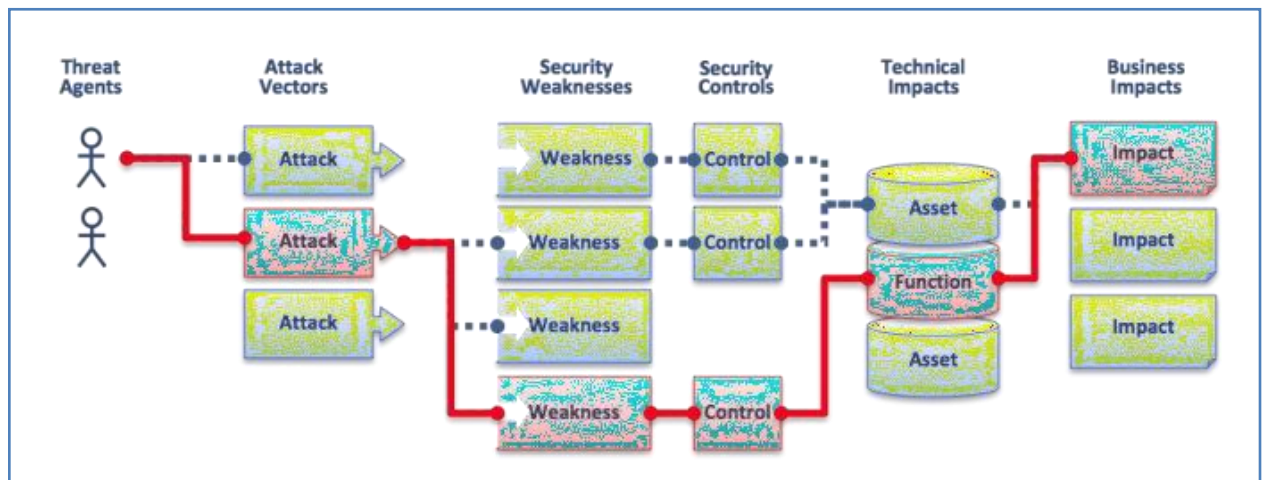 Threat
Agents
Attack
Vectors
Security
Weaknesses
Security
Controls
Technical
Impacts
Business
Impacts
Attack
Weakness
Control
Impact
Asset
Attack
Weakness
Control
Impact
Function
Attack
Weakness
Impact
Asset
Weakness
Control